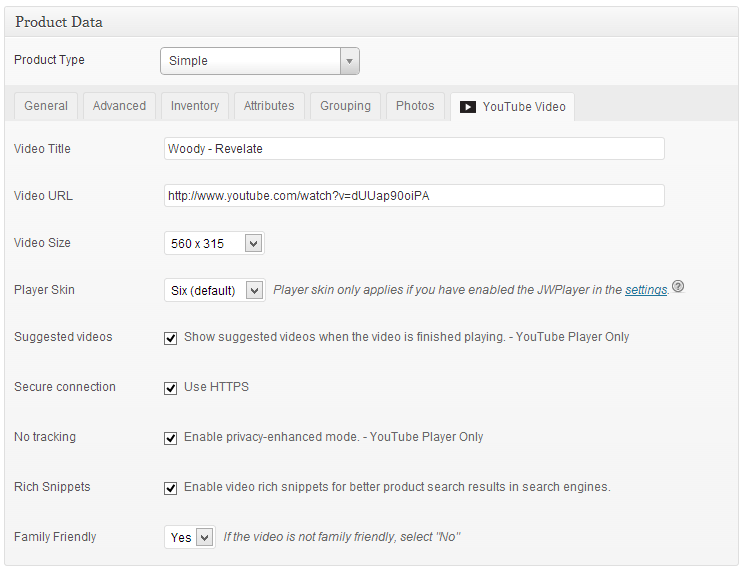 Product Data
Product Type Simple
General Advanced Inventory Attributes Grouping Photos YouTube Video
Video Title Woody - Revelate
Video URL http://www.youtube.com/watch?v=dUUap90oiPA
Video Size 560 x 315
Player Skin Six (default) Player skin only applies if you have enabled the JWPlayer in the settings. ?
Suggested videos Show suggested videos when the video is finished playing. - YouTube Player Only
Secure connection Use HTTPS
No tracking Enable privacy-enhanced mode. - YouTube Player Only
Rich Snippets Enable video rich snippets for better product search results in search engines.
Family Friendly Yes If the video is not family friendly, select "No"